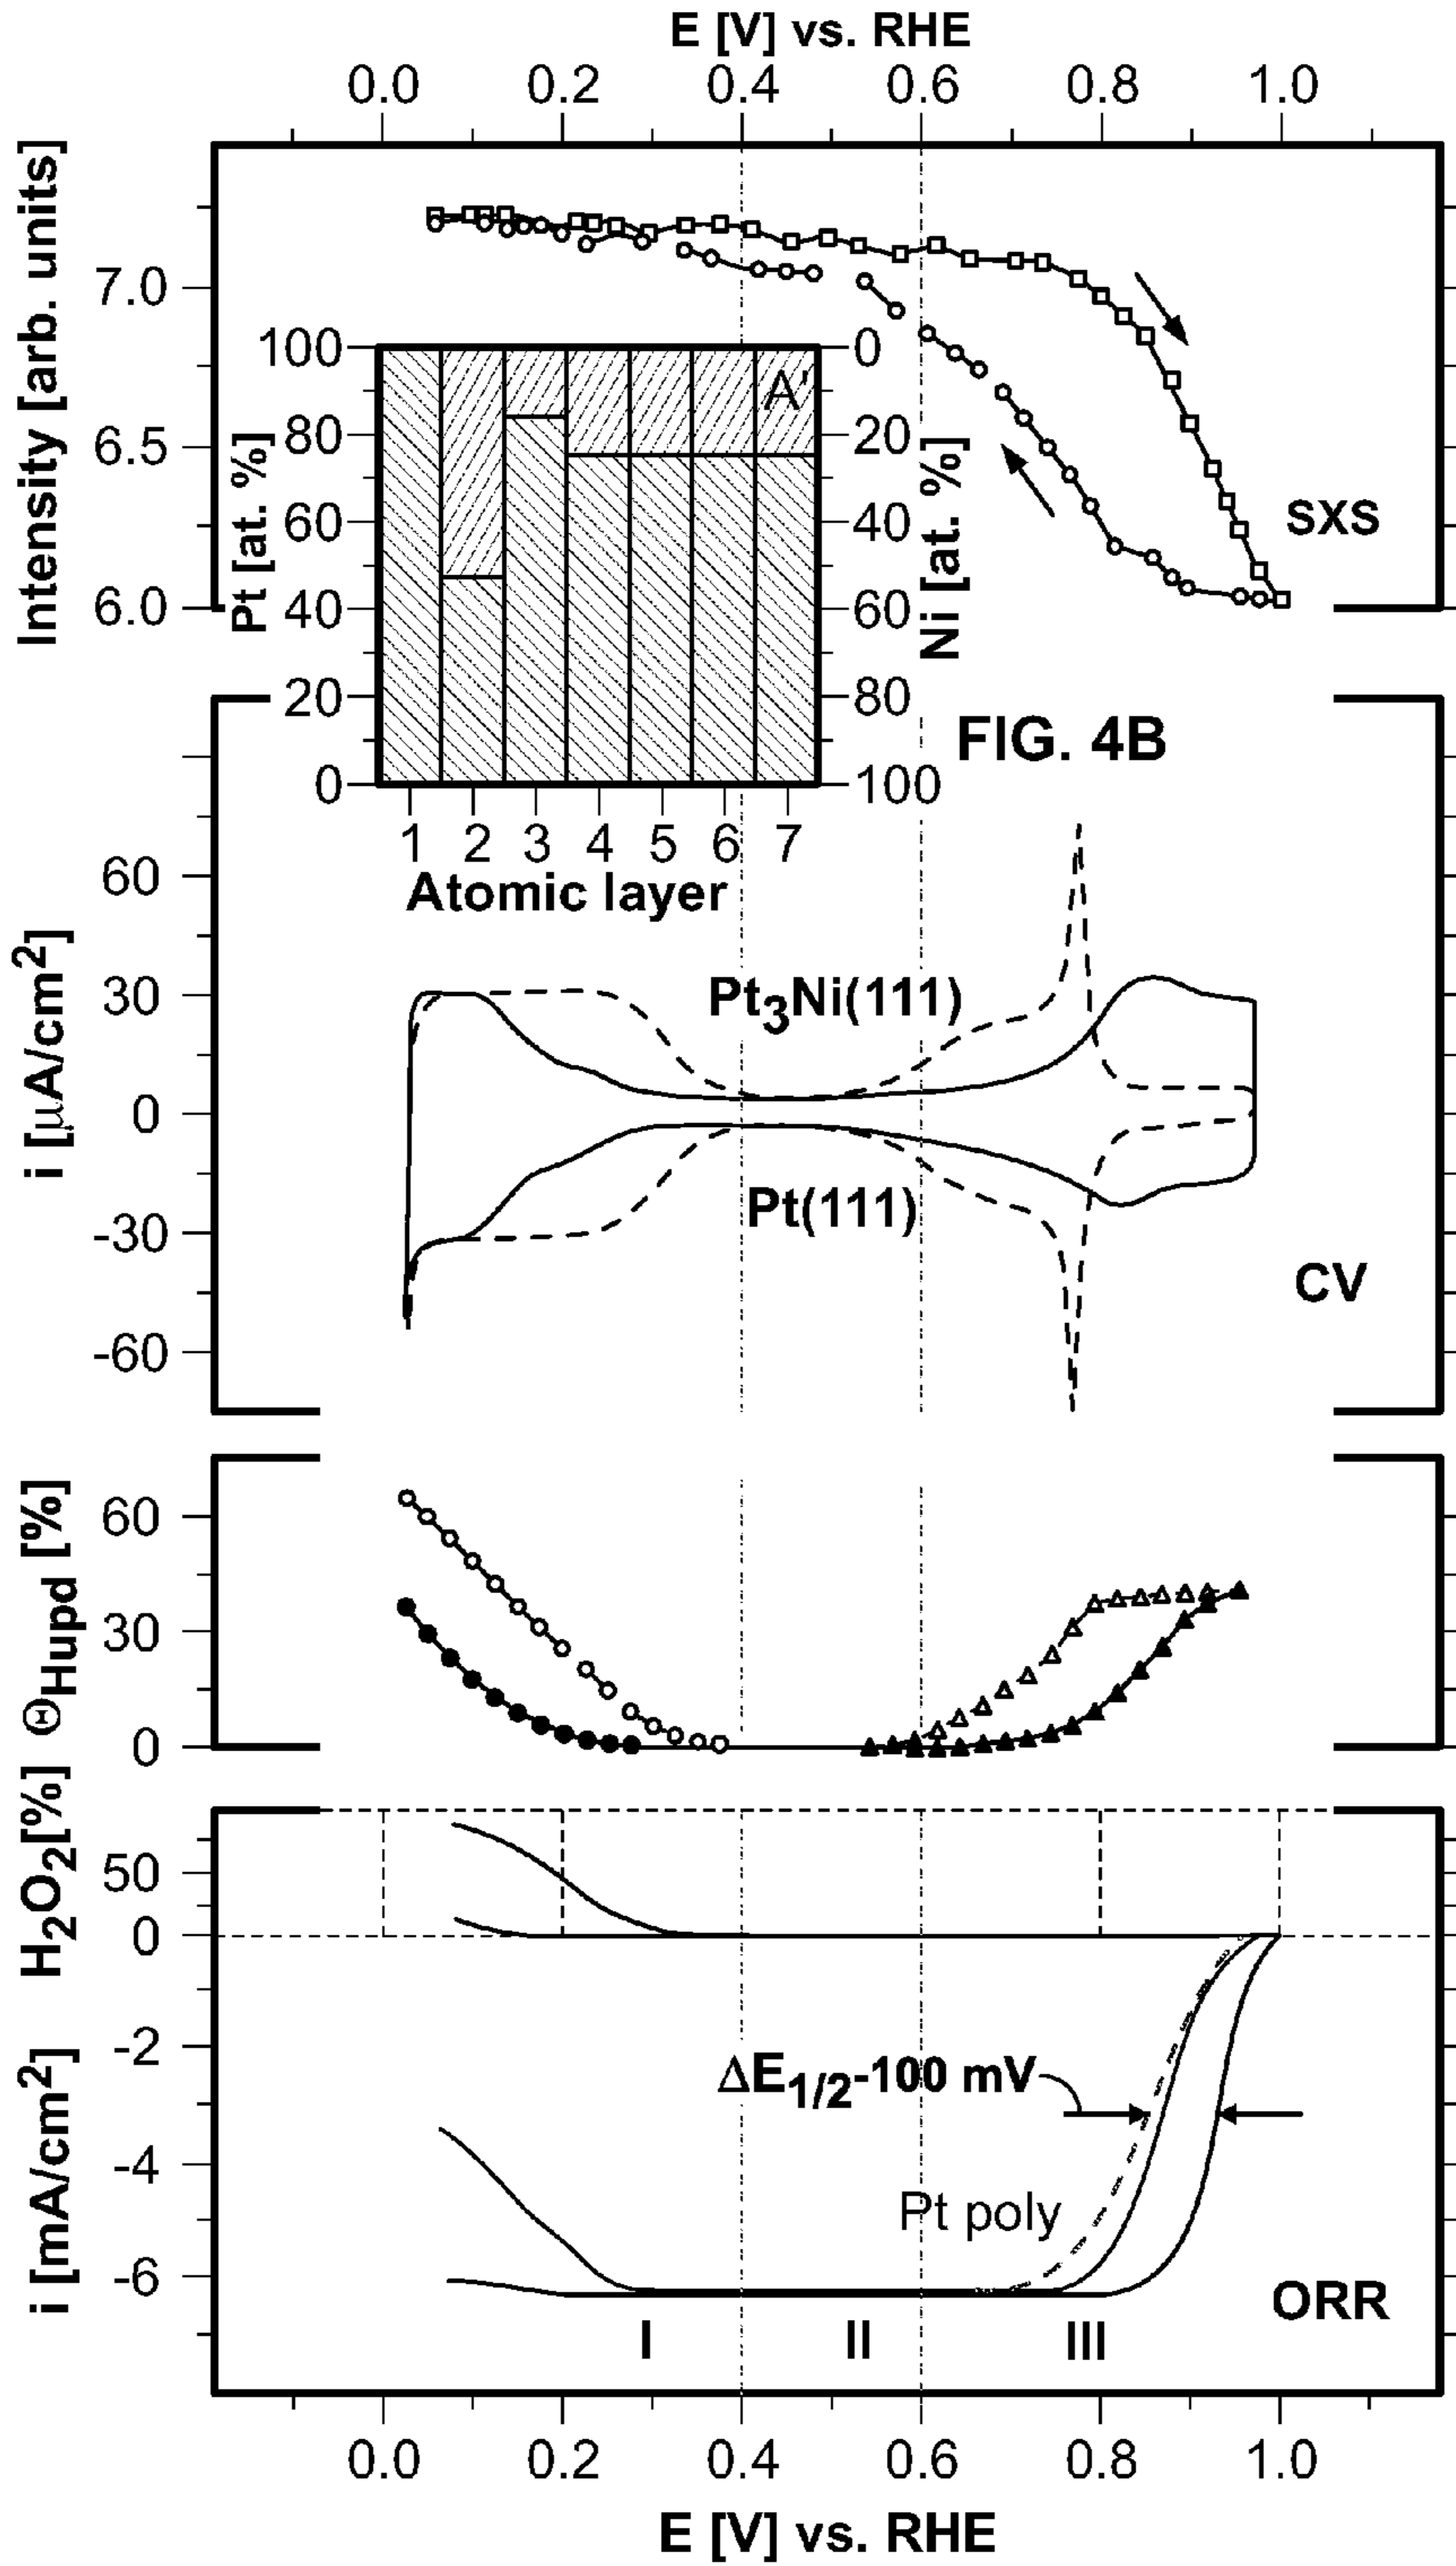 E [V] vs. RHE
0.0 0.2 0.4 0.6 0.8 1.0
Intensity [arb. units]
7.0
6.5
6.0
SXS
A'
Pt [at. %]
100
80
60
40
20
0
Ni [at. %]
0
20
40
60
80
100
1 2 3 4 5 6 7
Atomic layer
FIG. 4B
i [μA/cm²]
60
30
0
-30
-60
Pt₃Ni(111)
Pt(111)
CV
Θ_Hupd [%]
60
30
0
H₂O₂[%]
50
0
i [mA/cm²]
-2
-4
-6
ΔE₁/₂-100 mV
Pt poly
ORR
I II III
0.0 0.2 0.4 0.6 0.8 1.0
E [V] vs. RHE